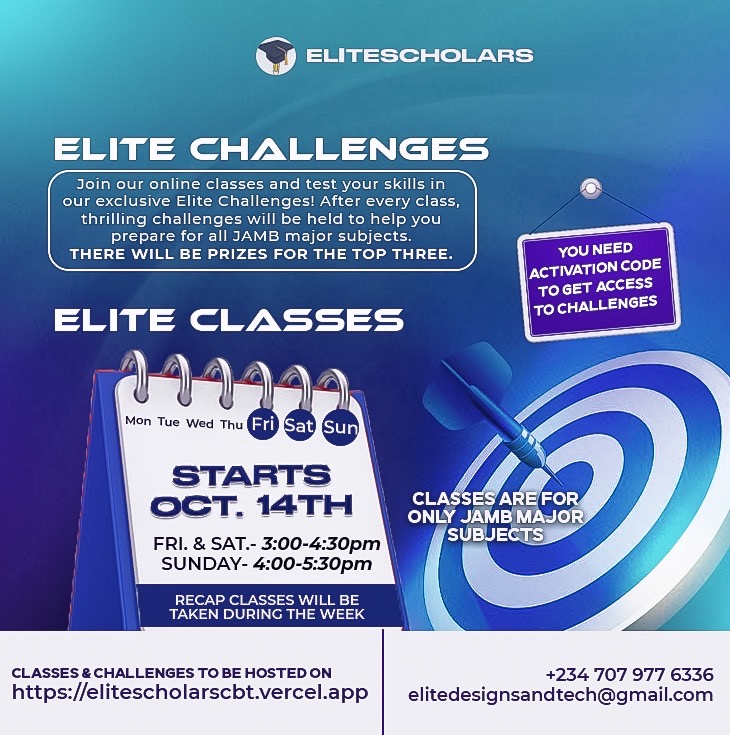 ELITESCHOLARS
ELITE CHALLENGES
Join our online classes and test your skills in
our exclusive Elite Challenges! After every class,
thrilling challenges will be held to help you
prepare for all JAMB major subjects.
THERE WILL BE PRIZES FOR THE TOP THREE.
YOU NEED
ACTIVATION CODE
TO GET ACCESS
TO CHALLENGES
ELITE CLASSES
Mon Tue Wed Thu Fri Sat Sun
STARTS
OCT. 14TH
FRI. & SAT.- 3:00-4:30pm
SUNDAY- 4:00-5:30pm
RECAP CLASSES WILL BE
TAKEN DURING THE WEEK
CLASSES ARE FOR
ONLY JAMB MAJOR
SUBJECTS
CLASSES & CHALLENGES TO BE HOSTED ON
https://elitescholarscbt.vercel.app
+234 707 977 6336
elitedesignsandtech@gmail.com